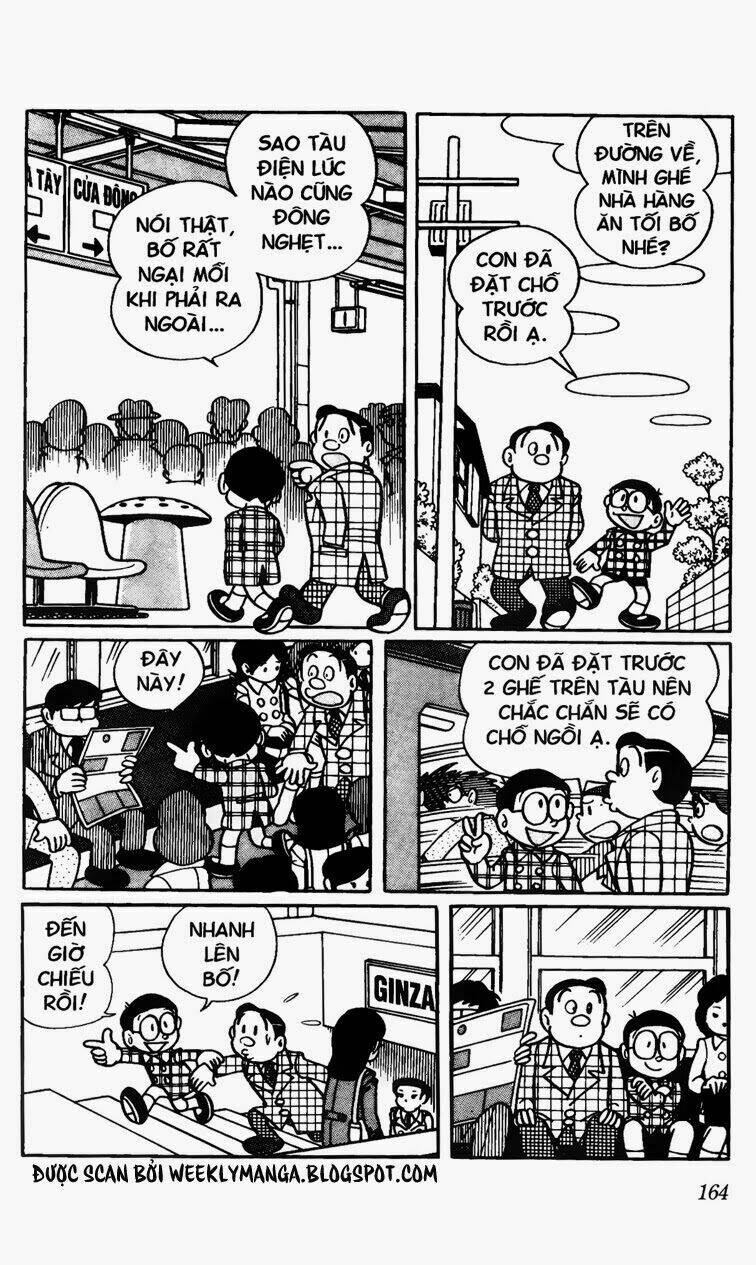 TRÊN
ĐƯỜNG VỀ,
MÌNH GHÉ
NHÀ HÀNG
ĂN TỐI BỐ
NHÉ?
CON ĐÃ
ĐẶT CHỖ
TRƯỚC
RỒI Ạ.
SAO TÀU
ĐIỆN LÚC
NÀO CŨNG
ĐÔNG
NGHẸT...
NÓI THẬT,
BỐ RẤT
NGẠI MỖI
KHI PHẢI RA
NGOÀI...
A TÂY
CỬA ĐÔNG
CON ĐÃ ĐẶT TRƯỚC
2 GHẾ TRÊN TÀU NÊN
CHẮC CHẮN SẼ CÓ
CHỖ NGỒI Ạ.
ĐÂY
NÀY!
NHANH
LÊN
BỐ!
ĐẾN
GIỜ
CHIẾU
RỒI!
GINZA
ĐƯỢC SCAN BỞI WEEKLYMANGA.BLOGSPOT.COM
164